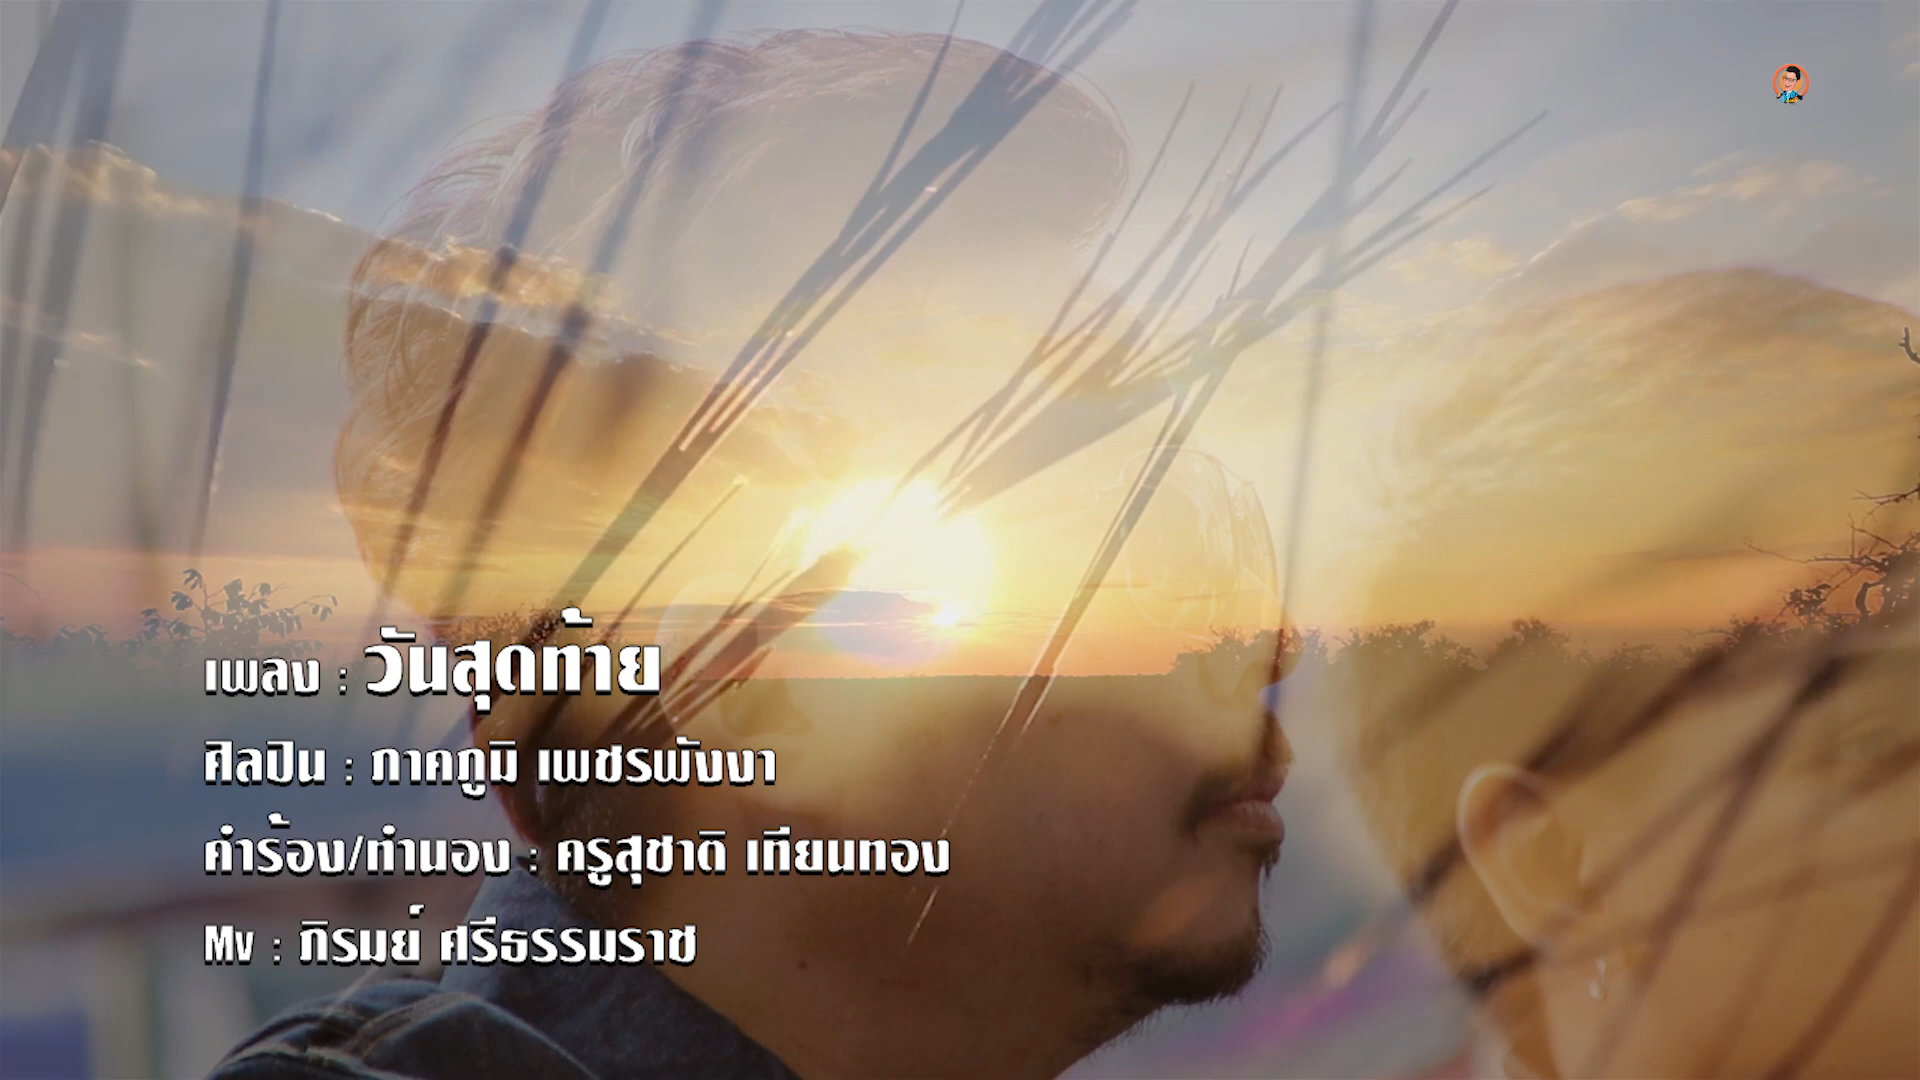 เพลง : วันสุดท้าย
ศิลปิน : ภาคภูมิ เพชรพังงา
คำร้อง/ทำนอง : ครูสุชาติ เทียนทอง
Mv : ภิรมย์ ศรีธรรมราช